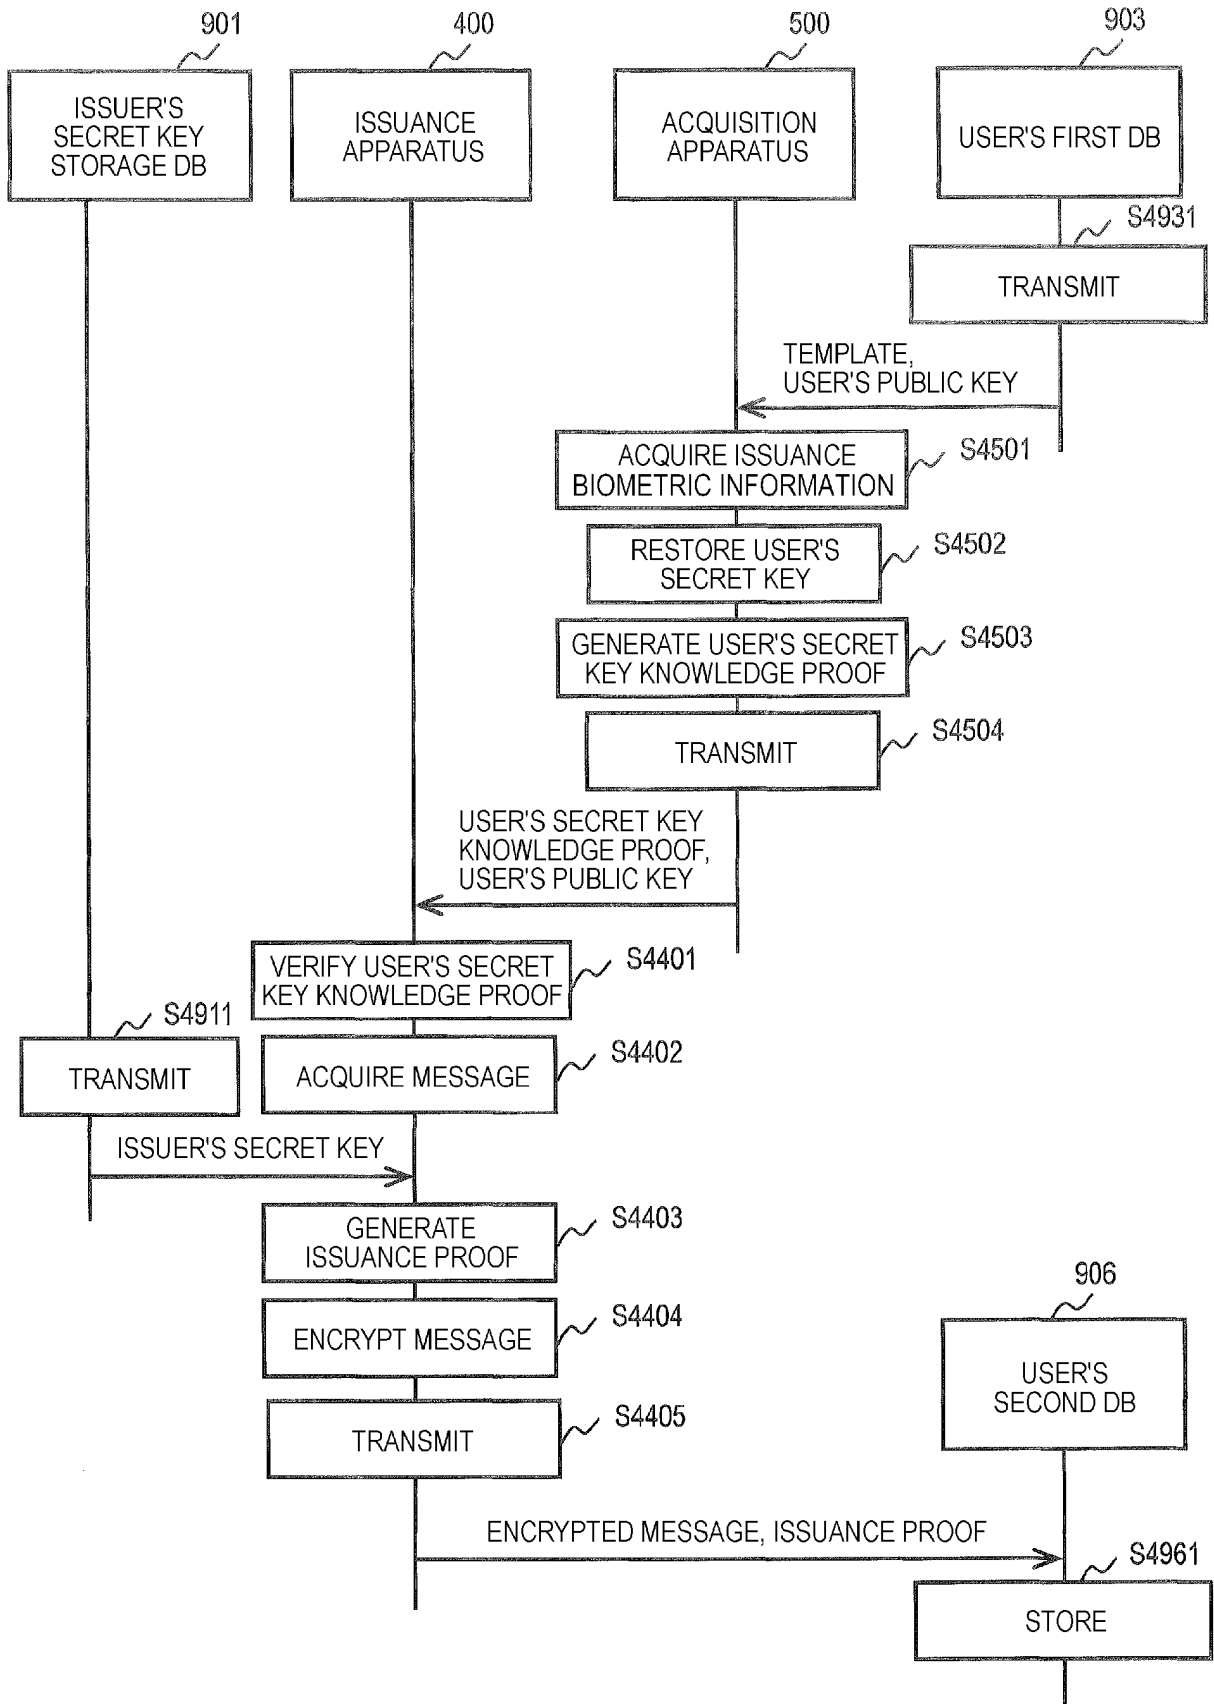 901
400
500
903
ISSUER'S
SECRET KEY
STORAGE DB
ISSUANCE
APPARATUS
ACQUISITION
APPARATUS
USER'S FIRST DB
S4931
TRANSMIT
TEMPLATE,
USER'S PUBLIC KEY
ACQUIRE ISSUANCE
BIOMETRIC INFORMATION
S4501
RESTORE USER'S
SECRET KEY
S4502
GENERATE USER'S SECRET
KEY KNOWLEDGE PROOF
S4503
TRANSMIT
S4504
USER'S SECRET KEY
KNOWLEDGE PROOF,
USER'S PUBLIC KEY
VERIFY USER'S SECRET
KEY KNOWLEDGE PROOF
S4401
S4911
TRANSMIT
ACQUIRE MESSAGE
S4402
ISSUER'S SECRET KEY
GENERATE
ISSUANCE PROOF
S4403
ENCRYPT MESSAGE
S4404
906
USER'S
SECOND DB
TRANSMIT
S4405
ENCRYPTED MESSAGE, ISSUANCE PROOF
S4961
STORE